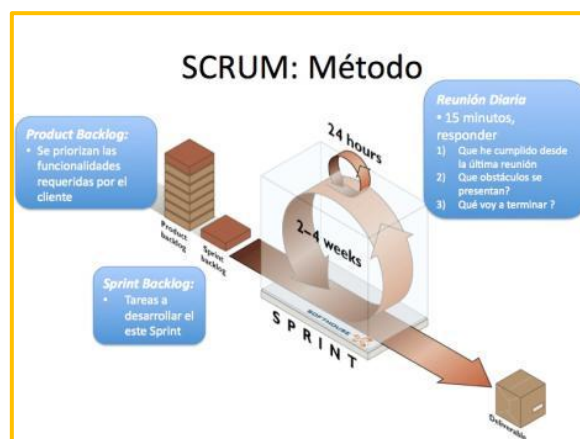 SCRUM: Método
Product Backlog:
• Se priorizan las
funcionalidades
requeridas por el
cliente
Reunión Diaria
• 15 minutos,
responder
1) Que he cumplido desde
la última reunión
2) Que obstáculos se
presentan?
3) Qué voy a terminar ?
24 hours
2–4 weeks
Product
backlog
Sprint
backlog
Sprint Backlog:
• Tareas a
desarrollar el
este Sprint
SOFTHOUSE
SPRINT
Deliverable